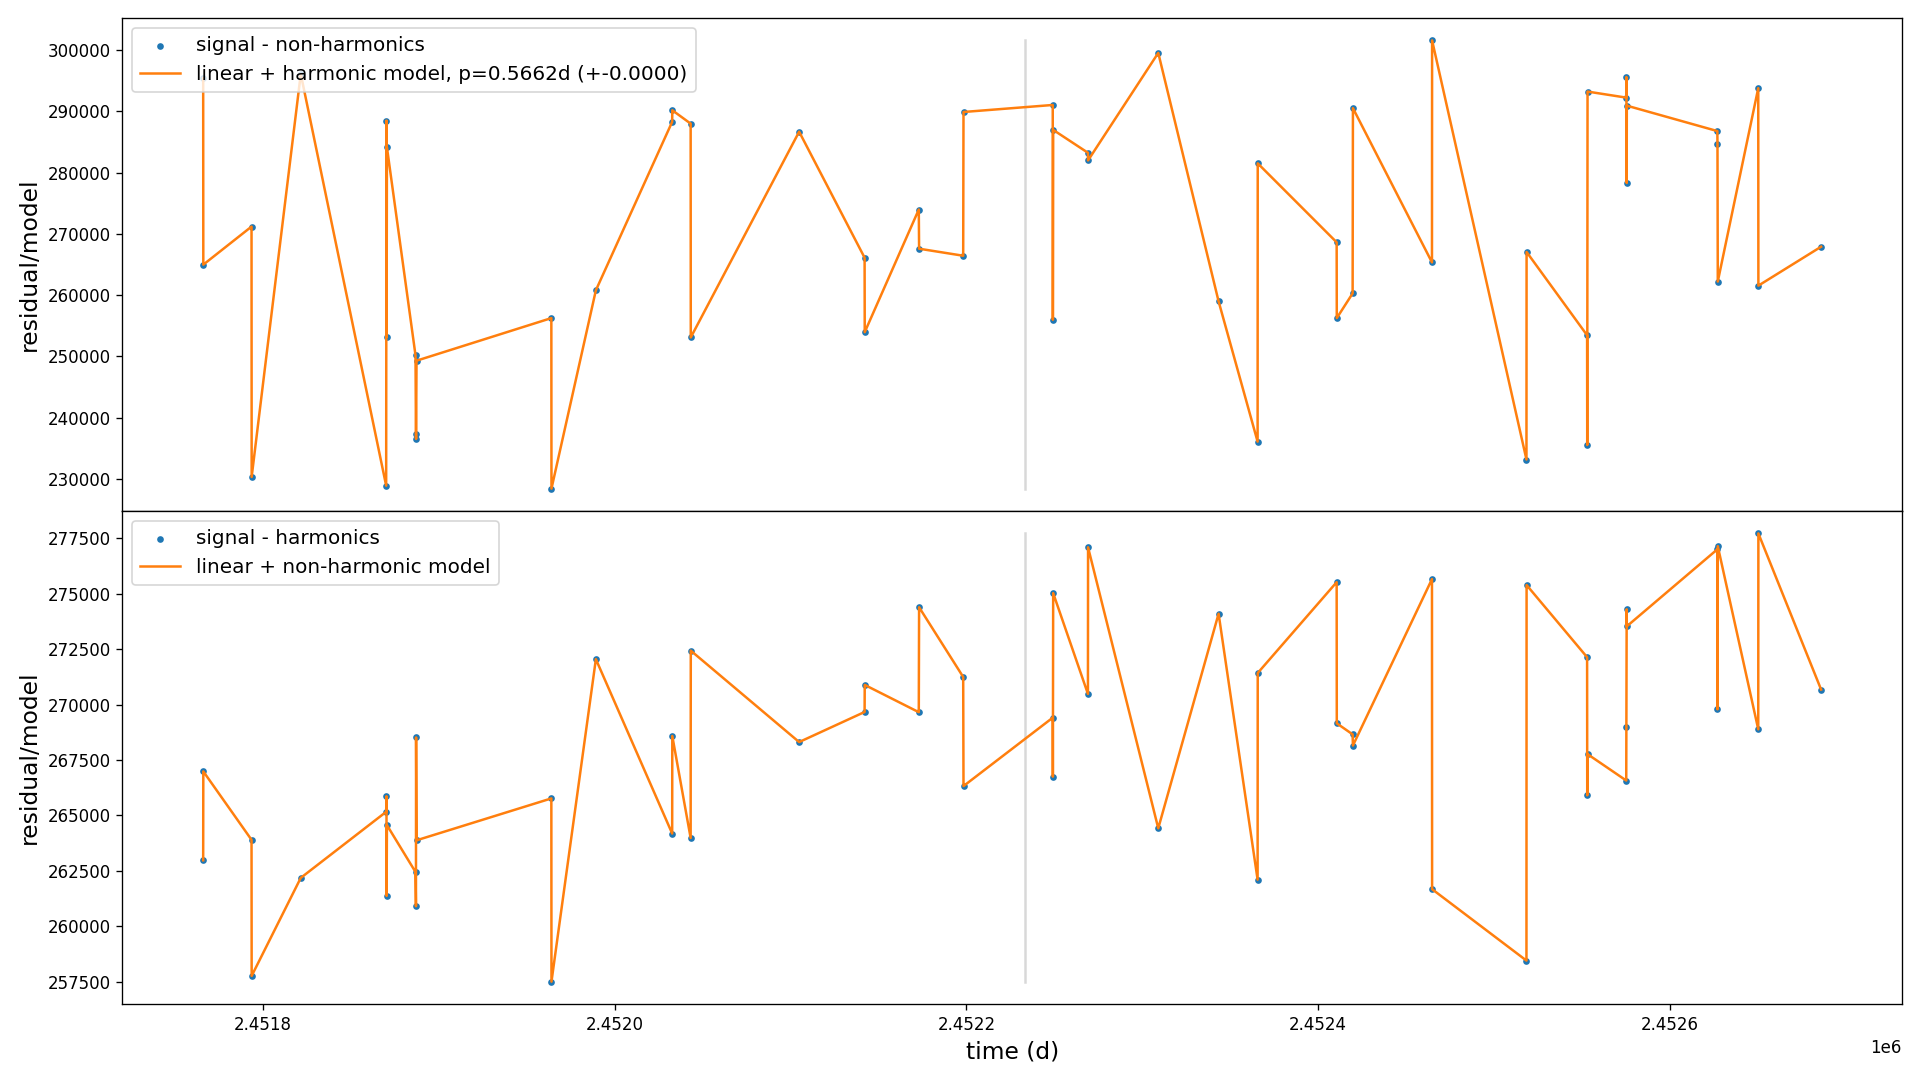 signal - non-harmonics
linear + harmonic model, p=0.5662d (+-0.0000)
300000
290000
280000
270000
260000
250000
240000
230000
residual/model
signal - harmonics
linear + non-harmonic model
277500
275000
272500
270000
267500
265000
262500
260000
257500
residual/model
2.4518
2.4520
2.4522
2.4524
2.4526
1e6
time (d)